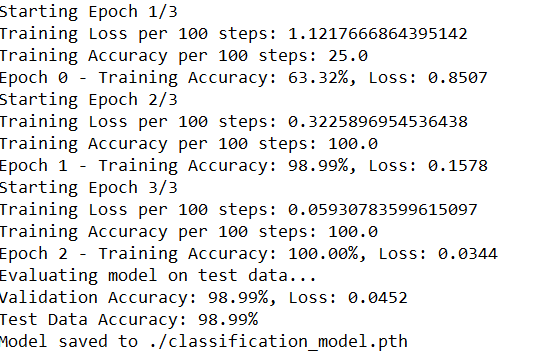 Starting Epoch 1/3
Training Loss per 100 steps: 1.1217666864395142
Training Accuracy per 100 steps: 25.0
Epoch 0 - Training Accuracy: 63.32%, Loss: 0.8507
Starting Epoch 2/3
Training Loss per 100 steps: 0.3225896954536438
Training Accuracy per 100 steps: 100.0
Epoch 1 - Training Accuracy: 98.99%, Loss: 0.1578
Starting Epoch 3/3
Training Loss per 100 steps: 0.05930783599615097
Training Accuracy per 100 steps: 100.0
Epoch 2 - Training Accuracy: 100.00%, Loss: 0.0344
Evaluating model on test data...
Validation Accuracy: 98.99%, Loss: 0.0452
Test Data Accuracy: 98.99%
Model saved to ./classification_model.pth